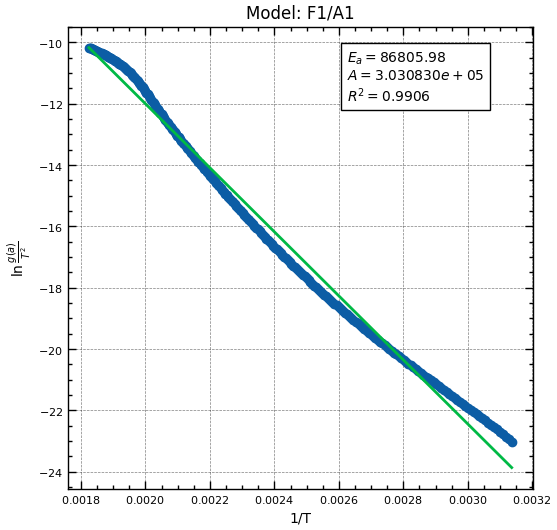 Model: F1/A1
E_a = 86805.98
A = 3.030830e + 05
R² = 0.9906
−10
−12
−14
−16
−18
−20
−22
−24
ln g(a)/T²
0.0018 0.0020 0.0022 0.0024 0.0026 0.0028 0.0030 0.0032
1/T